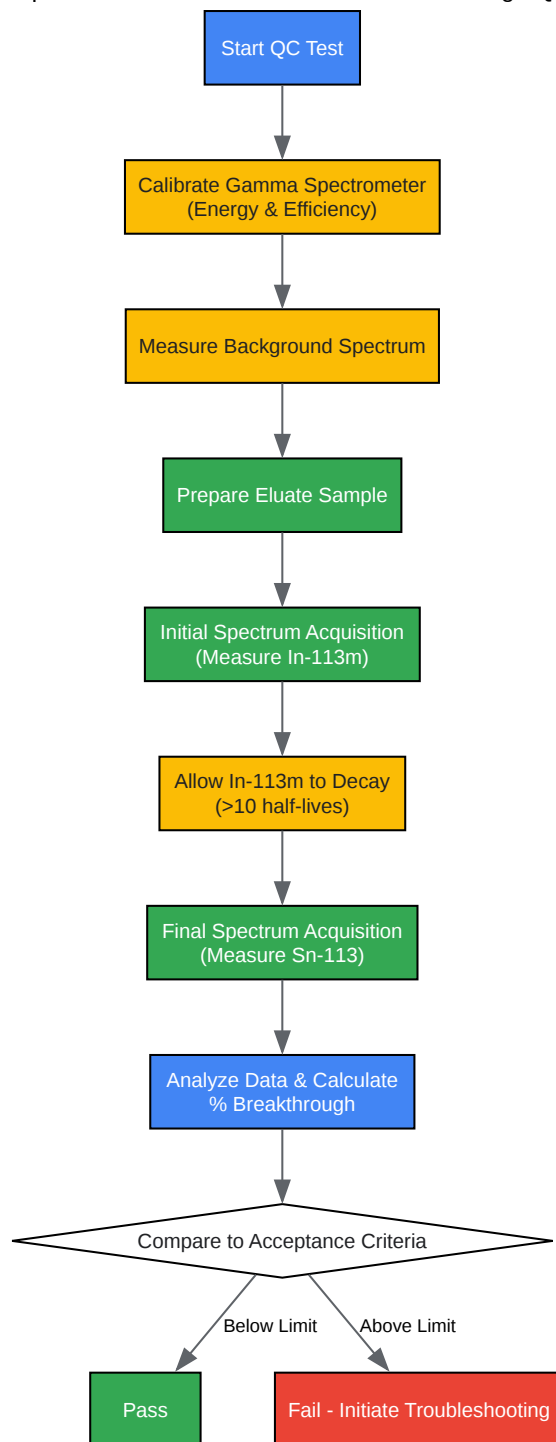 Start QC Test
Calibrate Gamma Spectrometer
(Energy & Efficiency)
Measure Background Spectrum
Prepare Eluate Sample
Initial Spectrum Acquisition
(Measure In-113m)
Allow In-113m to Decay
(>10 half-lives)
Final Spectrum Acquisition
(Measure Sn-113)
Analyze Data & Calculate
% Breakthrough
Compare to Acceptance Criteria
Below Limit
Above Limit
Pass
Fail - Initiate Troubleshooting